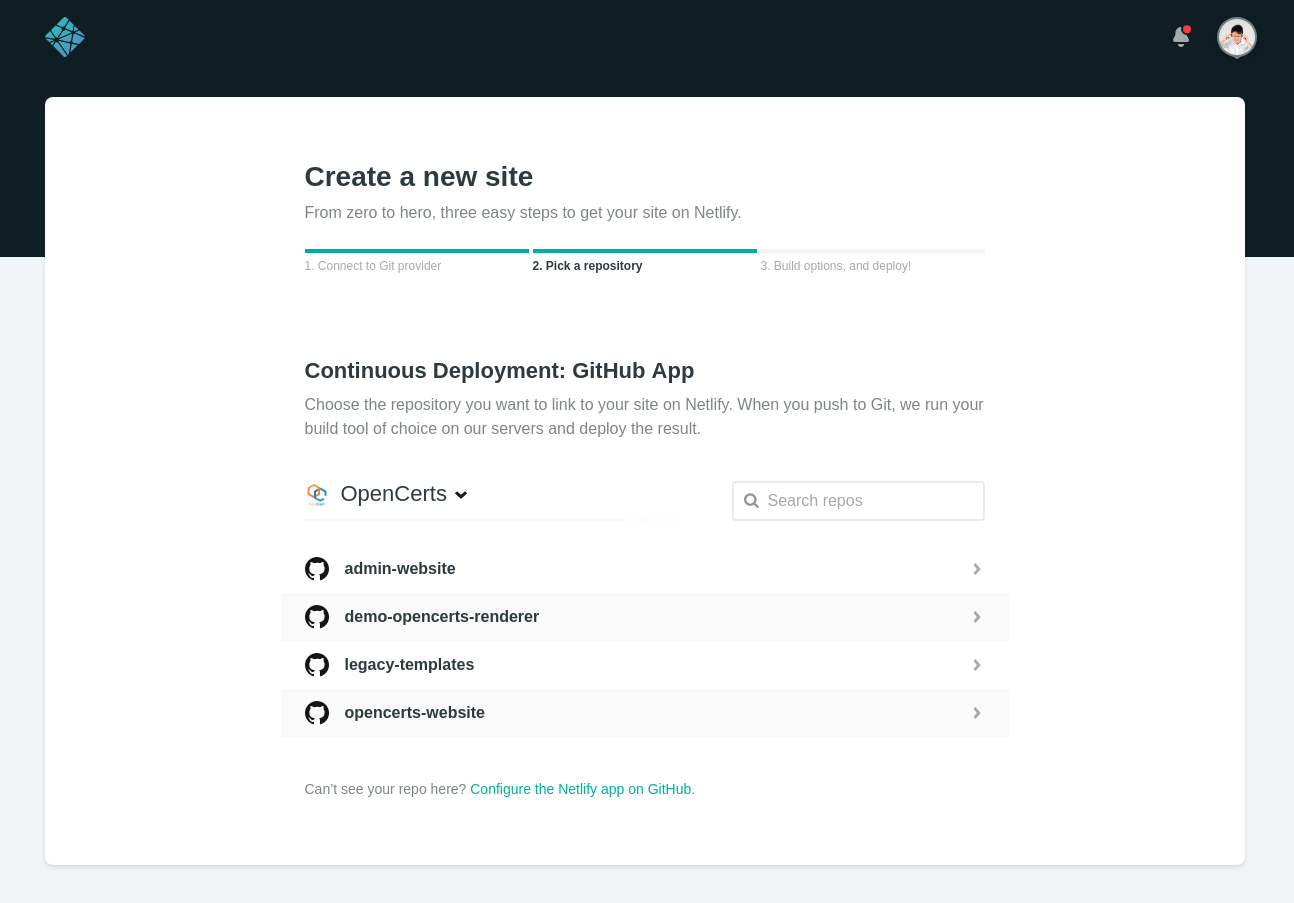 Create a new site
From zero to hero, three easy steps to get your site on Netlify.
1. Connect to Git provider
2. Pick a repository
3. Build options, and deploy!
Continuous Deployment: GitHub App
Choose the repository you want to link to your site on Netlify. When you push to Git, we run your
build tool of choice on our servers and deploy the result.
OpenCerts
Search repos
admin-website
demo-opencerts-renderer
legacy-templates
opencerts-website
Can’t see your repo here? Configure the Netlify app on GitHub.